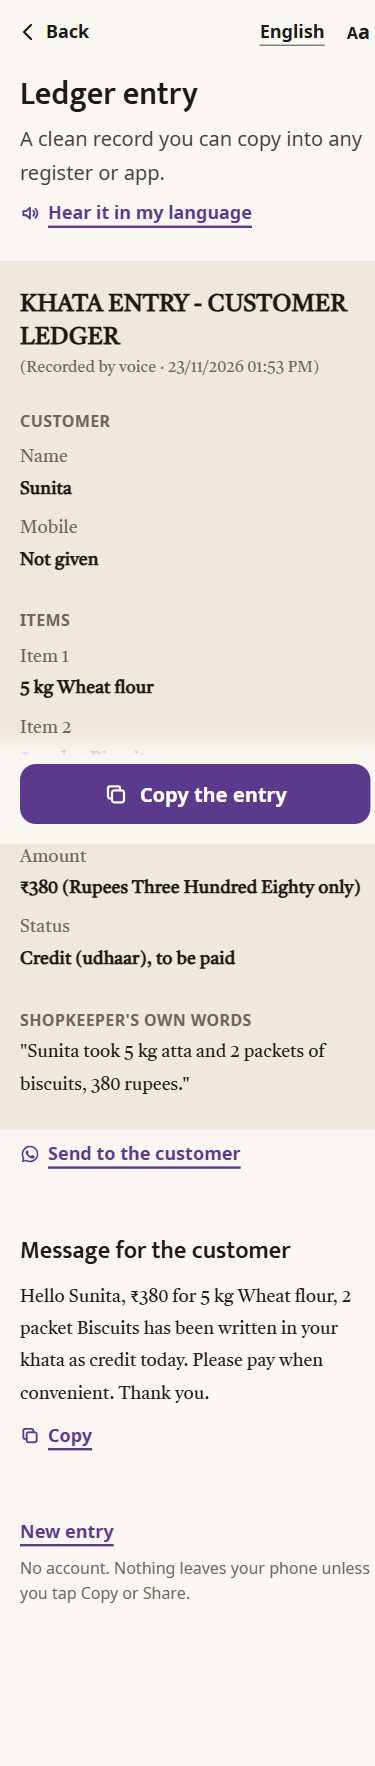 Back
English
Aa
Ledger entry
A clean record you can copy into any
register or app.
Hear it in my language
KHATA ENTRY - CUSTOMER
LEDGER
(Recorded by voice · 23/11/2026 01:53 PM)
CUSTOMER
Name
Sunita
Mobile
Not given
ITEMS
Item 1
5 kg Wheat flour
Item 2
Copy the entry
Amount
₹380 (Rupees Three Hundred Eighty only)
Status
Credit (udhaar), to be paid
SHOPKEEPER'S OWN WORDS
"Sunita took 5 kg atta and 2 packets of
biscuits, 380 rupees."
Send to the customer
Message for the customer
Hello Sunita, ₹380 for 5 kg Wheat flour, 2
packet Biscuits has been written in your
khata as credit today. Please pay when
convenient. Thank you.
Copy
New entry
No account. Nothing leaves your phone unless
you tap Copy or Share.